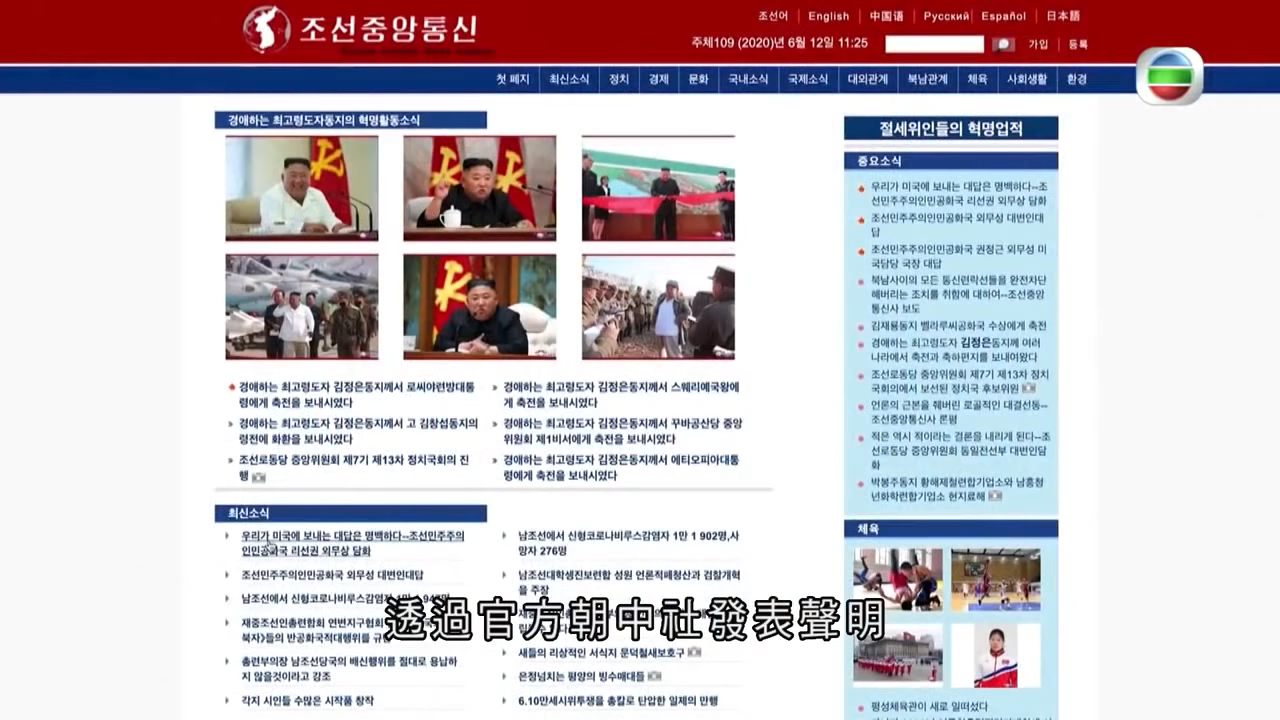 조선어 English 中国语 Русский Español 日本語
조선중앙통신
주체109 (2020)년 6월 12일 11:25
가입 등록
첫 페지 최신소식 정치 경제 문화 국내소식 국제소식 대외관계 북남관계 체육 사회생활 환경
경애하는 최고령도자동지의 혁명활동소식
경애하는 최고령도자 김정은동지께서 로씨야련방대통
령에게 축전을 보내시였다
경애하는 최고령도자 김정은동지께서 고 김창섭동지의
령전에 화환을 보내시였다
조선로동당 중앙위원회 제7기 제13차 정치국회의 진
행
경애하는 최고령도자 김정은동지께서 스웨리예국왕에
게 축전을 보내시였다
경애하는 최고령도자 김정은동지께서 꾸바공산당 중앙
위원회 제1비서에게 축전을 보내시였다
경애하는 최고령도자 김정은동지께서 에티오피아대통
령에게 축전을 보내시였다
최신소식
우리가 미국에 보내는 대답은 명백하다--조선민주주의
인민공화국 리선권 외무상 담화
조선민주주의인민공화국 외무성 대변인대답
남조선에서 신형코로나비루스감염자
재중조선인총련합회 연변지구협회
북자》들의 반공화국적대행위를 규탄
총련부의장 남조선당국의 배신행위를 절대로 용납하
지 않을것이라고 강조
각지 시인들 수많은 시작품 창작
남조선에서 신형코로나비루스감염자 1만 1 902명,사
망자 276명
남조선대학생진보련합 성원 언론적페청산과 검찰개혁
을 주장
새들의 리상적인 서식지 문덕철새보호구
은정넘치는 평양의 빙수매대들
6.10만세시위투쟁을 총칼로 탄압한 일제의 만행
절세위인들의 혁명업적
중요소식
우리가 미국에 보내는 대답은 명백하다--조
선민주주의인민공화국 리선권 외무상 담화
조선민주주의인민공화국 외무성 대변인대
답
조선민주주의인민공화국 권정근 외무성 미
국담당 국장 대답
북남사이의 모든 통신련락선들을 완전차단
해버리는 조치를 취함에 대하여--조선중앙
통신사 보도
김재룡동지 벨라루씨공화국 수상에게 축전
경애하는 최고령도자 김정은동지께 여러
나라에서 축전과 축하편지를 보내여왔다
조선로동당 중앙위원회 제7기 제13차 정치
국회의에서 보선된 정치국 후보위원
언론의 근본을 줴버린 로골적인 대결선동--
조선중앙통신사 론평
적은 역시 적이라는 결론을 내리게 된다--조
선로동당 중앙위원회 통일전선부 대변인담
화
박봉주동지 황해제철련합기업소와 남흥청
년화학련합기업소 현지료해
체육
평성체육관이 새로 일떠섰다
透過官方朝中社發表聲明